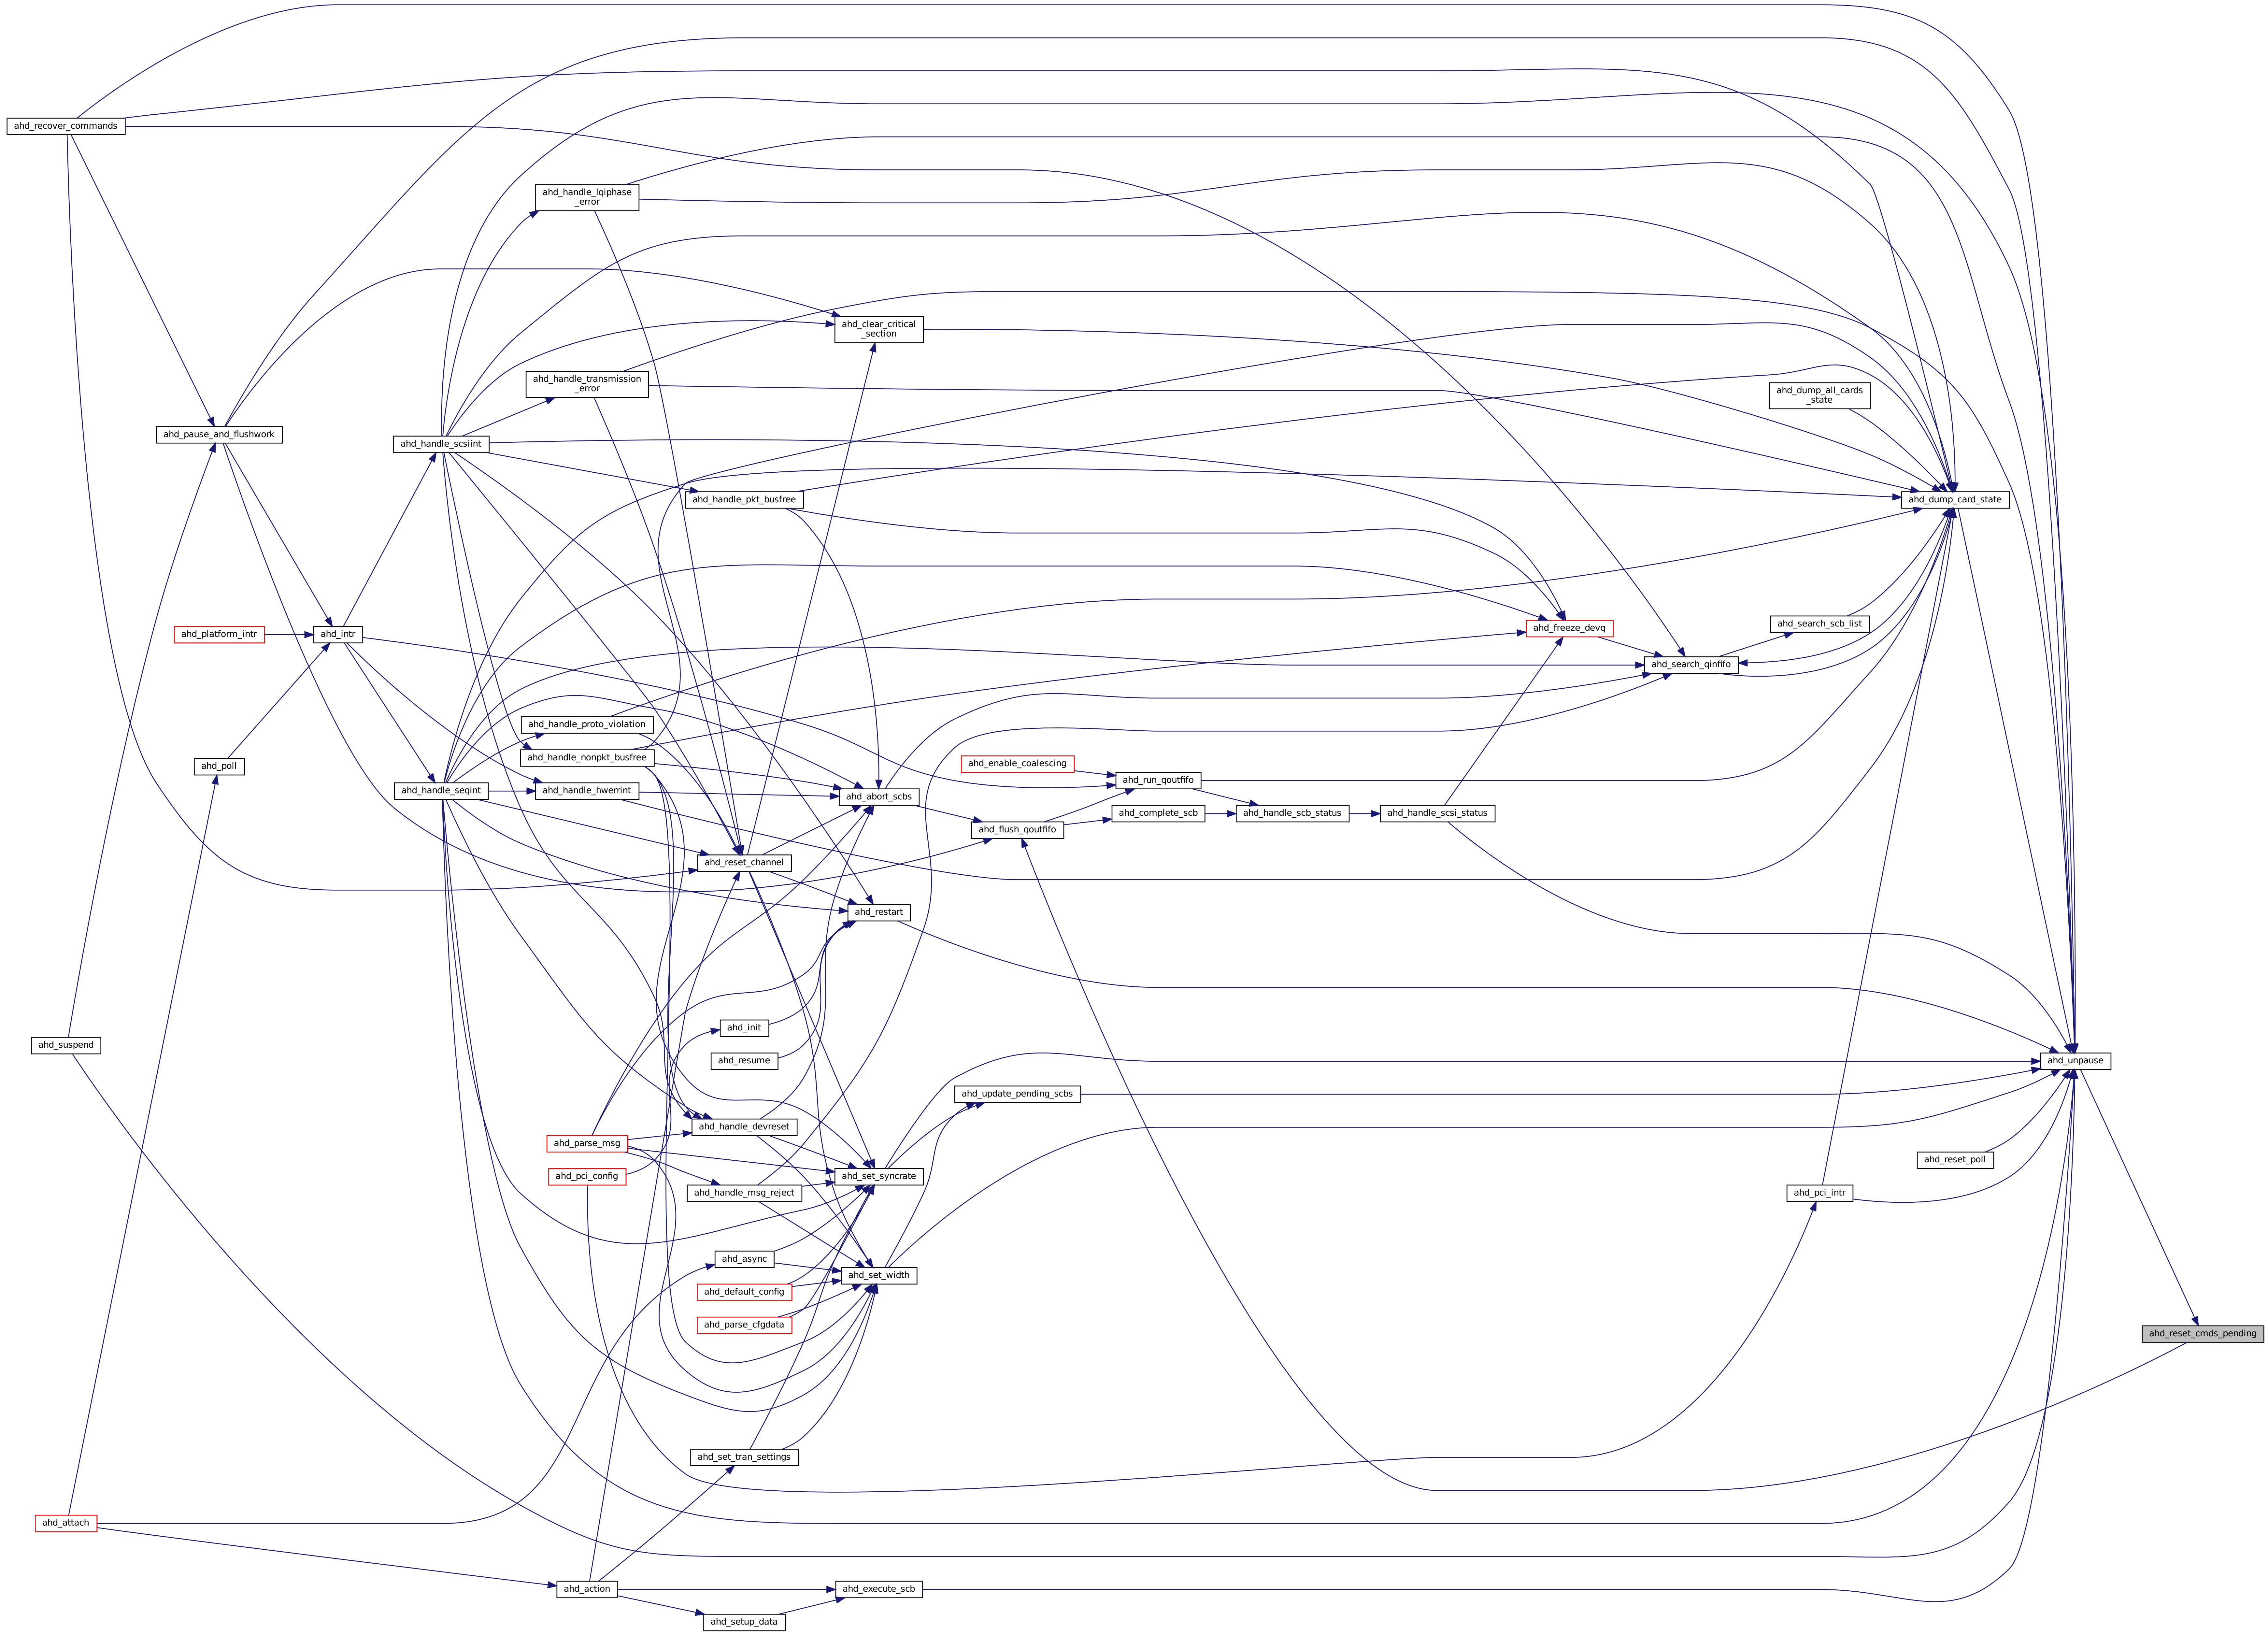 ahd_recover_commands
ahd_handle_lqiphase
_error
ahd_clear_critical
_section
ahd_handle_transmission
_error
ahd_dump_all_cards
_state
ahd_pause_and_flushwork
ahd_handle_scsiint
ahd_handle_pkt_busfree
ahd_dump_card_state
ahd_search_scb_list
ahd_freeze_devq
ahd_platform_intr
ahd_intr
ahd_search_qinfifo
ahd_handle_proto_violation
ahd_handle_nonpkt_busfree
ahd_enable_coalescing
ahd_poll
ahd_run_qoutfifo
ahd_handle_seqint
ahd_handle_hwerrint
ahd_abort_scbs
ahd_complete_scb
ahd_handle_scb_status
ahd_handle_scsi_status
ahd_flush_qoutfifo
ahd_reset_channel
ahd_restart
ahd_init
ahd_suspend
ahd_resume
ahd_unpause
ahd_update_pending_scbs
ahd_handle_devreset
ahd_parse_msg
ahd_reset_poll
ahd_pci_config
ahd_set_syncrate
ahd_handle_msg_reject
ahd_pci_intr
ahd_async
ahd_set_width
ahd_default_config
ahd_parse_cfgdata
ahd_reset_cmds_pending
ahd_set_tran_settings
ahd_attach
ahd_action
ahd_execute_scb
ahd_setup_data